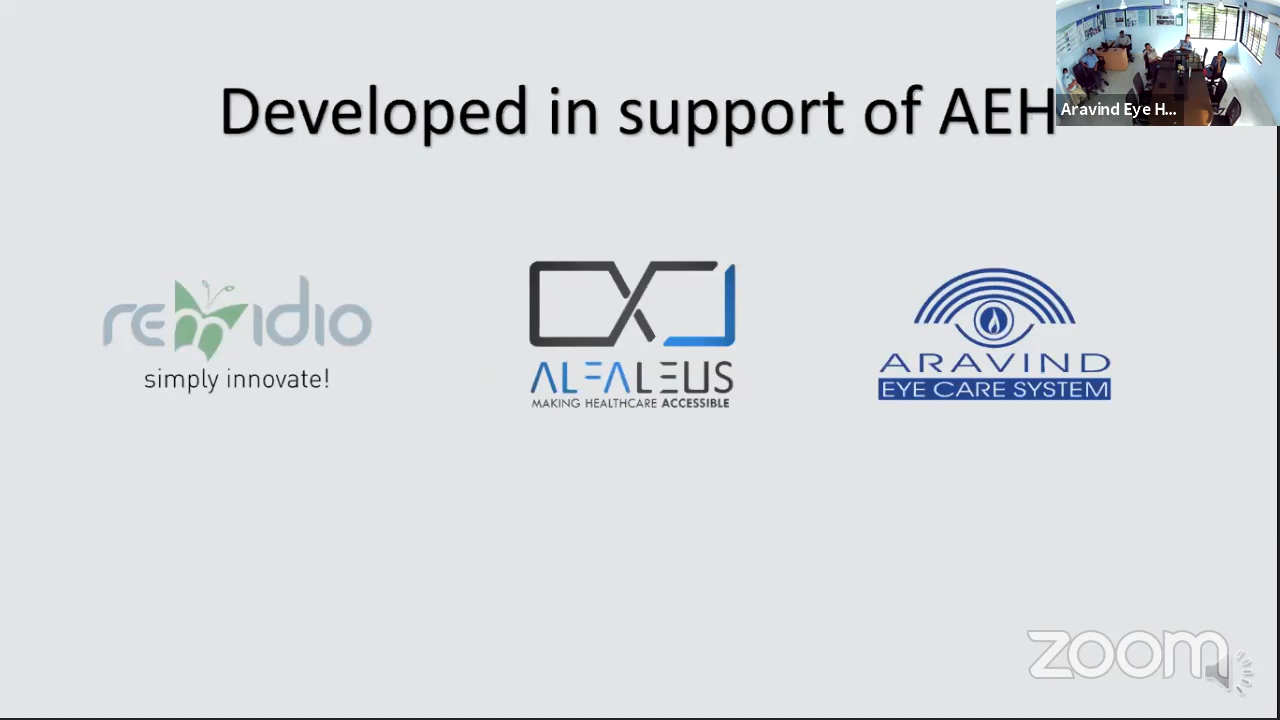 Developed in support of AEH
Aravind Eye H...
remidio
simply innovate!
ALFALEUS
MAKING HEALTHCARE ACCESSIBLE
ARAVIND
EYE CARE SYSTEM
zoom